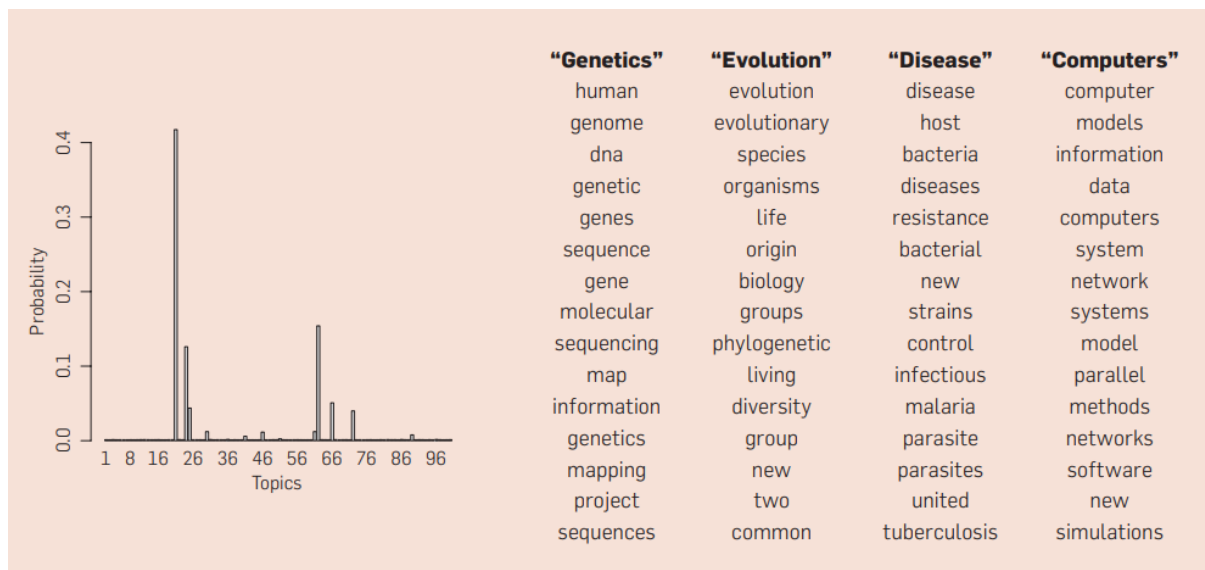 0.4
0.3
0.2
0.1
0.0
Probability
1 8 16 26 36 46 56 66 76 86 96
Topics
“Genetics” “Evolution” “Disease” “Computers”
human evolution disease computer
genome evolutionary host models
dna species bacteria information
genetic organisms diseases data
genes life resistance computers
sequence origin bacterial system
gene biology new network
molecular groups strains systems
sequencing phylogenetic control model
map living infectious parallel
information diversity malaria methods
genetics group parasite networks
mapping new parasites software
project two united new
sequences common tuberculosis simulations